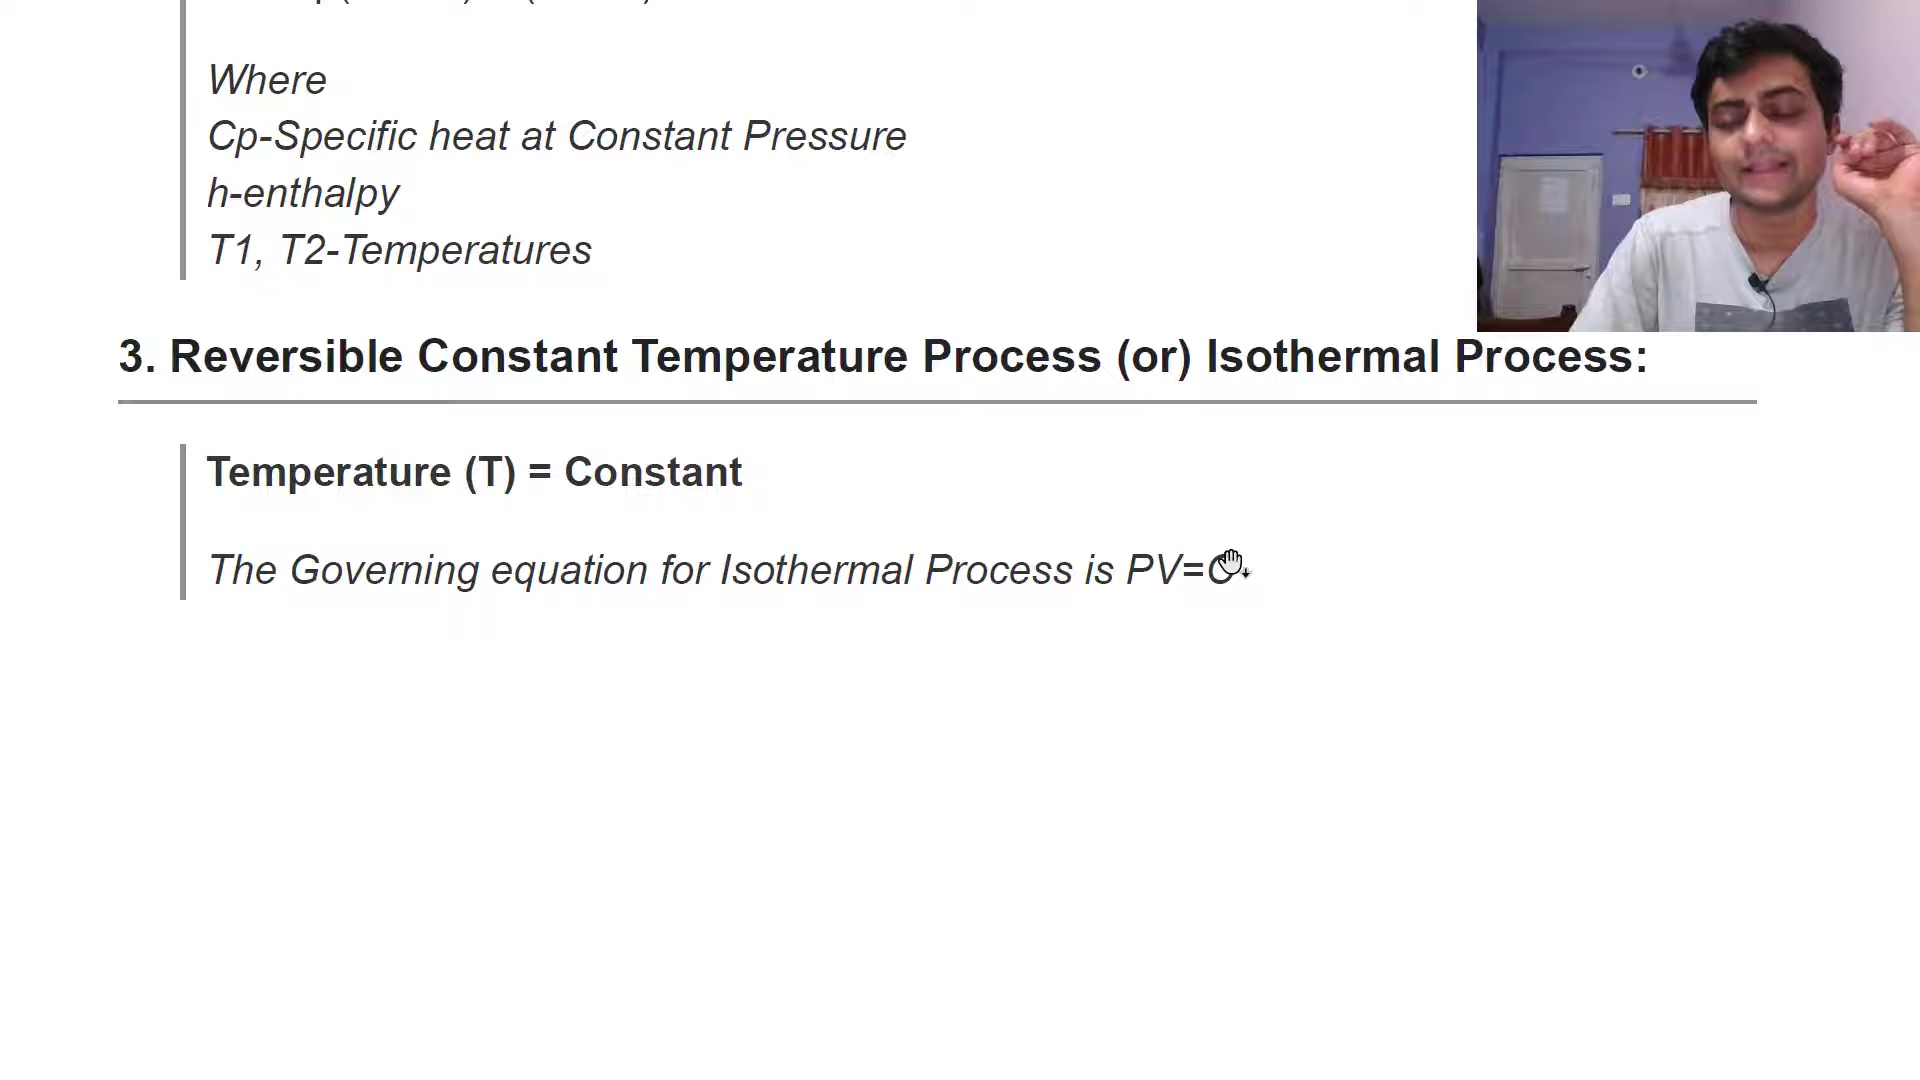 Where
Cp-Specific heat at Constant Pressure
h-enthalpy
T1, T2-Temperatures
3. Reversible Constant Temperature Process (or) Isothermal Process:
Temperature (T) = Constant
The Governing equation for Isothermal Process is PV=C